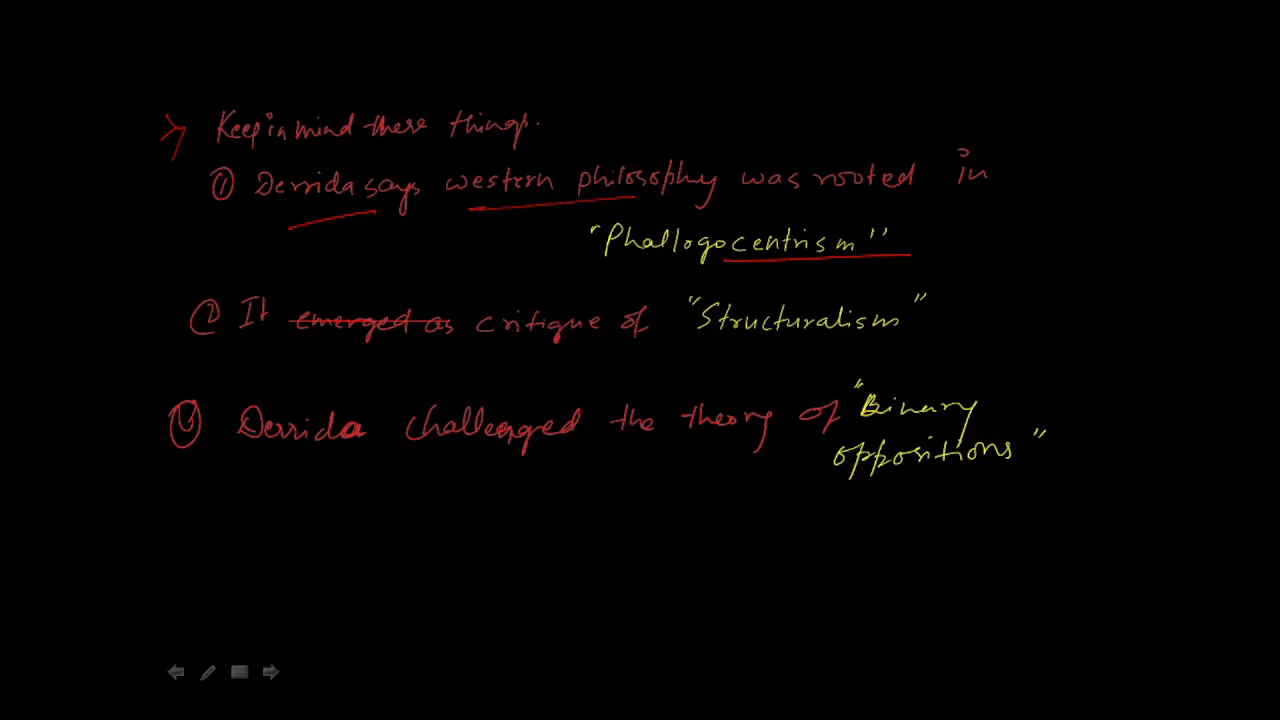 Keep in mind these things.
① Derrida says western philosophy was rooted in
"Phallogocentrism"
② It emerged as critique of "Structuralism"
Derrida challenged the theory of "Binary
oppositions"